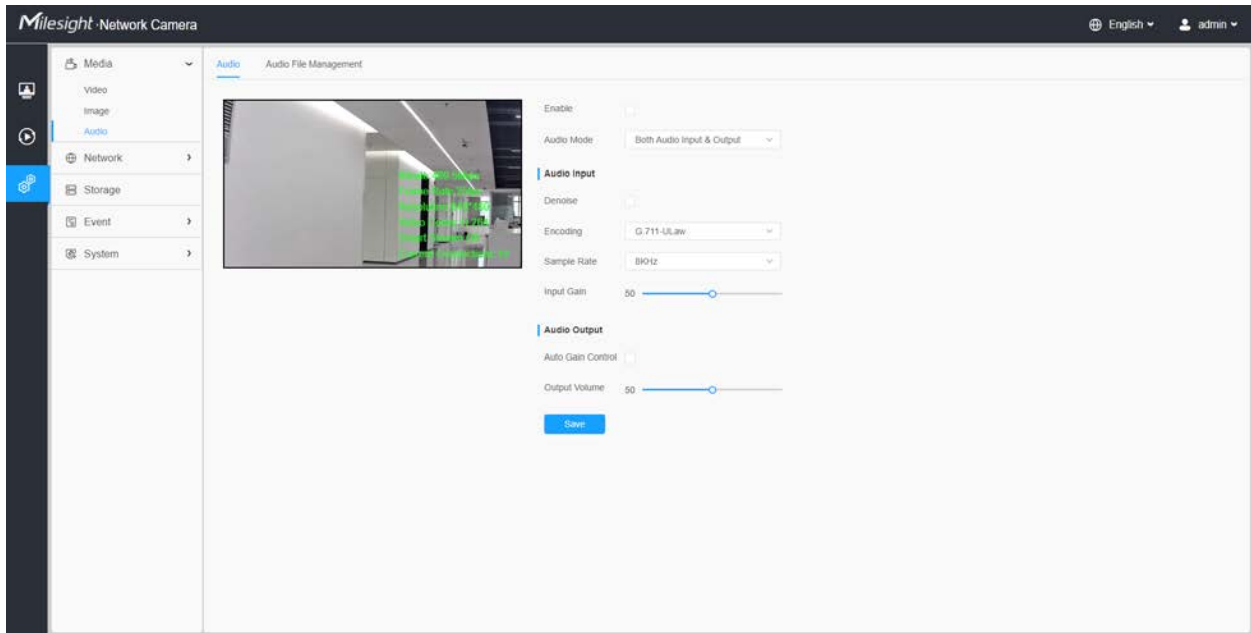 Milesight·Network Camera
English
admin
Media
Video
Image
Audio
Network
Storage
Event
System
Audio Audio File Management
Enable
Audio Mode Both Audio Input & Output
Audio Input
Denoise
Encoding G.711-ULaw
Sample Rate 8KHz
Input Gain 50
Audio Output
Auto Gain Control
Output Volume 50
Save